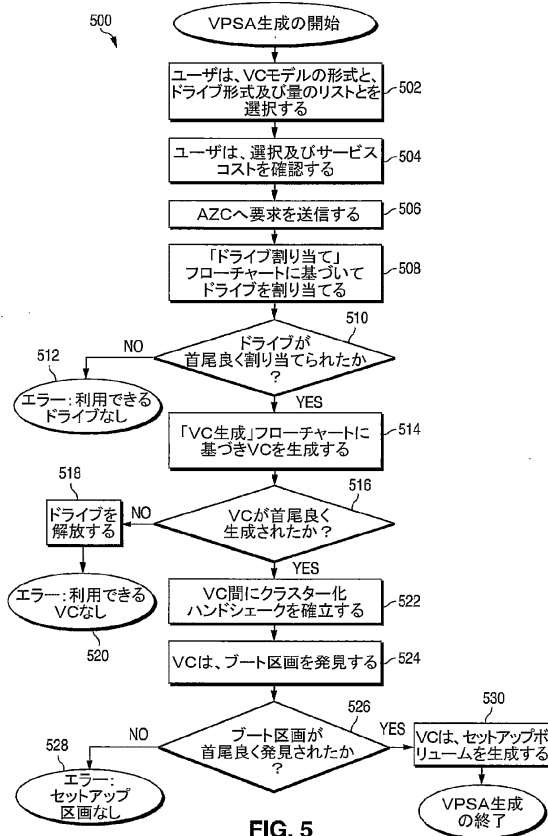 500
VPSA生成の開始
ユーザは、VCモデルの形式と、
ドライブ形式及び量のリストとを
選択する
502
ユーザは、選択及びサービス
コストを確認する
504
AZCへ要求を送信する
506
「ドライブ割り当て」
フローチャートに基づいて
ドライブを割り当てる
508
ドライブが
首尾良く割り当てられたか
?
510
NO
512
エラー:利用できる
ドライブなし
YES
「VC生成」フローチャートに
基づきVCを生成する
514
VCが首尾良く
生成されたか?
516
NO
518
ドライブを
解放する
エラー:利用できる
VCなし
520
YES
VC間にクラスター化
ハンドシェークを確立する
522
VCは、ブート区画を発見する
524
ブート区画が
首尾良く発見されたか
?
526
NO
528
エラー:
セットアップ
区画なし
YES
530
VCは、セットアップボ
リュームを生成する
VPSA生成
の終了
FIG. 5